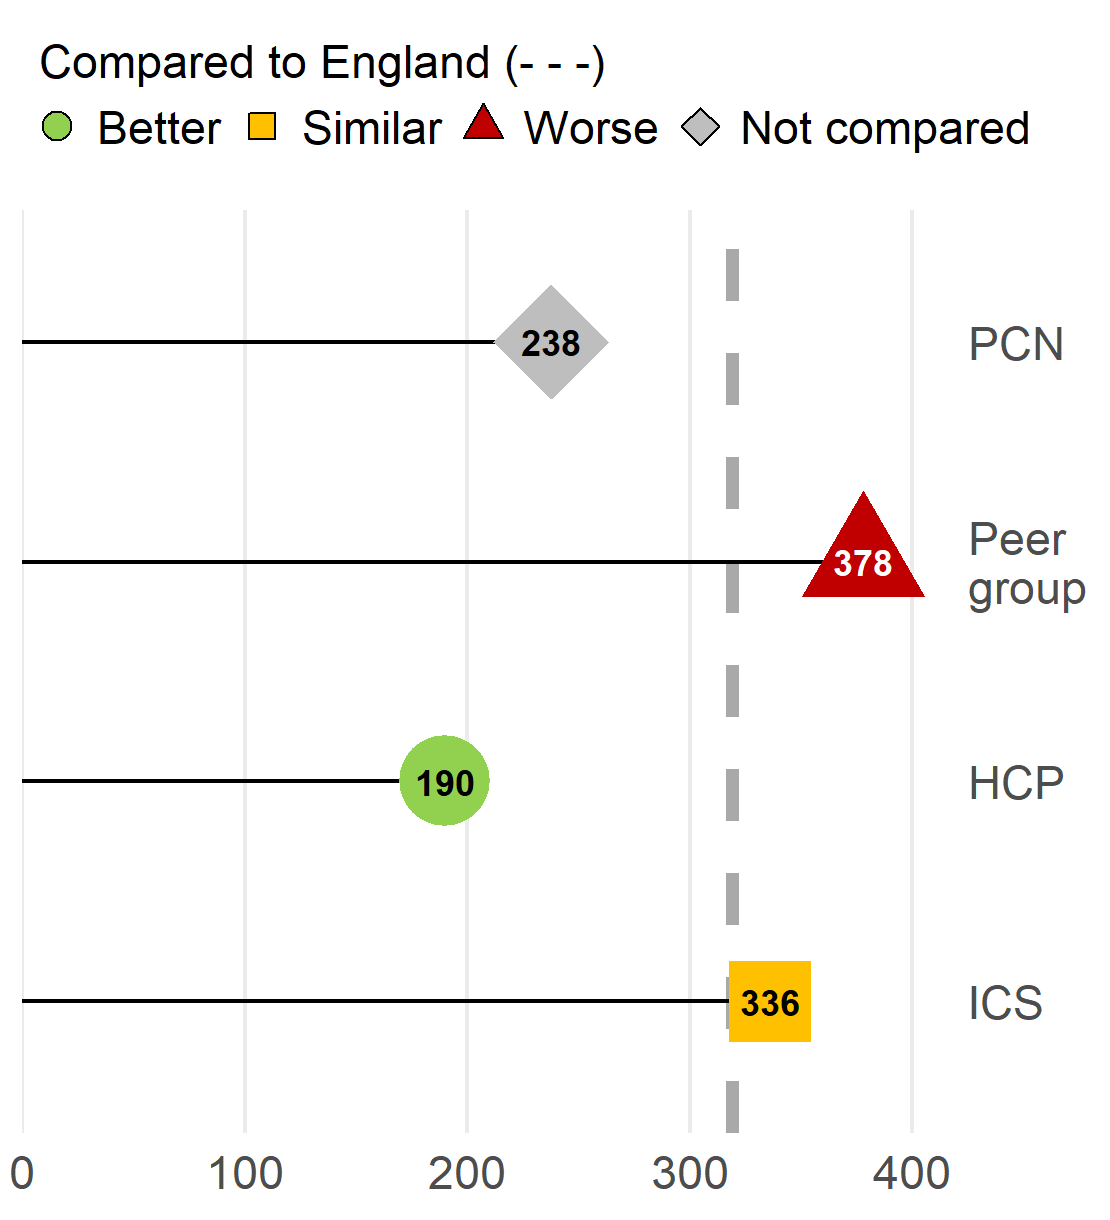 Compared to England (- - -)
Better Similar Worse Not compared
238 PCN
378 Peer
group
190 HCP
336 ICS
0 100 200 300 400